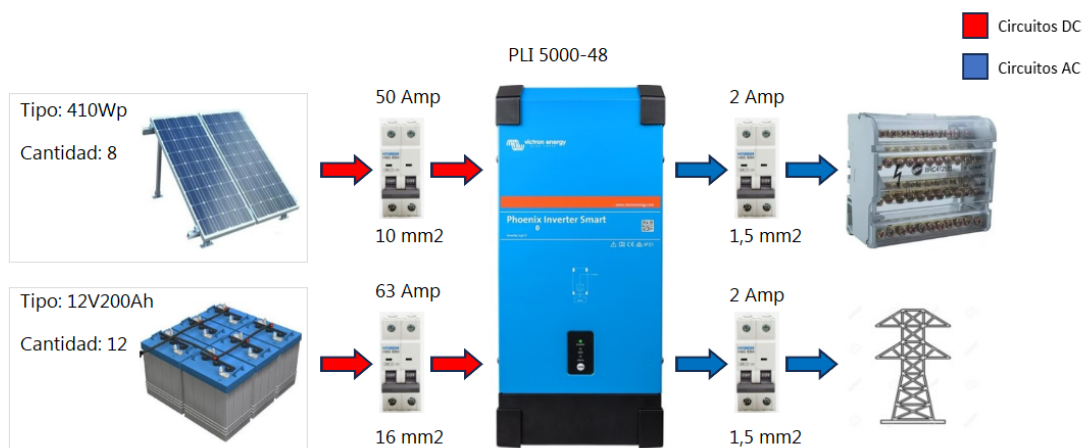 Circuitos DC
Circuitos AC
PLI 5000-48
Tipo: 410Wp
Cantidad: 8
50 Amp
10 mm2
2 Amp
1,5 mm2
victron energy
Phoenix Inverter Smart
Tipo: 12V200Ah
Cantidad: 12
63 Amp
16 mm2
2 Amp
1,5 mm2